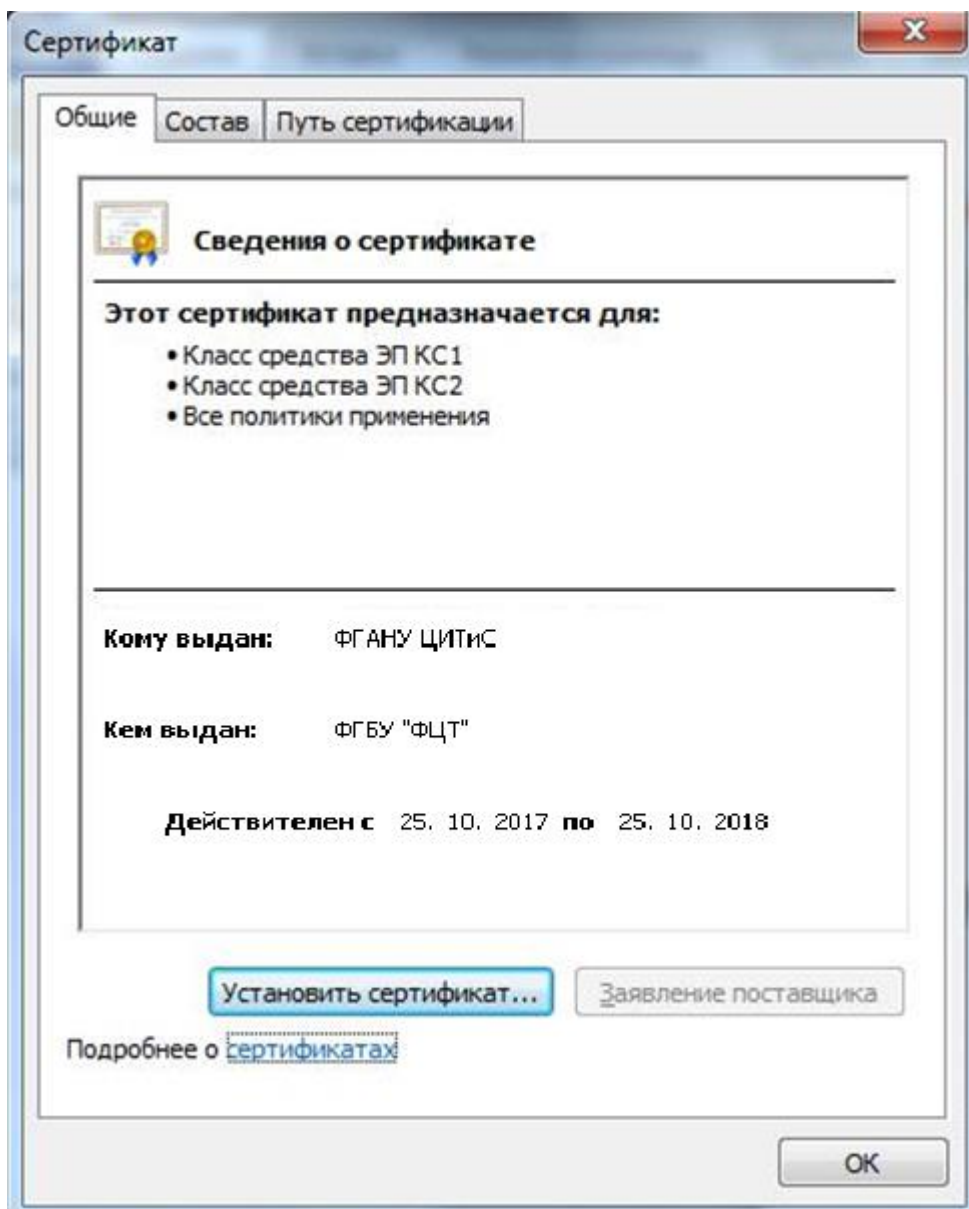 Сертификат
Общие Состав Путь сертификации
Сведения о сертификате
Этот сертификат предназначается для:
• Класс средства ЭП КС1
• Класс средства ЭП КС2
• Все политики применения
Кому выдан: ФГАНУ ЦИТиС
Кем выдан: ФГБУ "ФЦТ"
Действителен с 25. 10. 2017 по 25. 10. 2018
Установить сертификат... Заявление поставщика
Подробнее о сертификатах
ОК